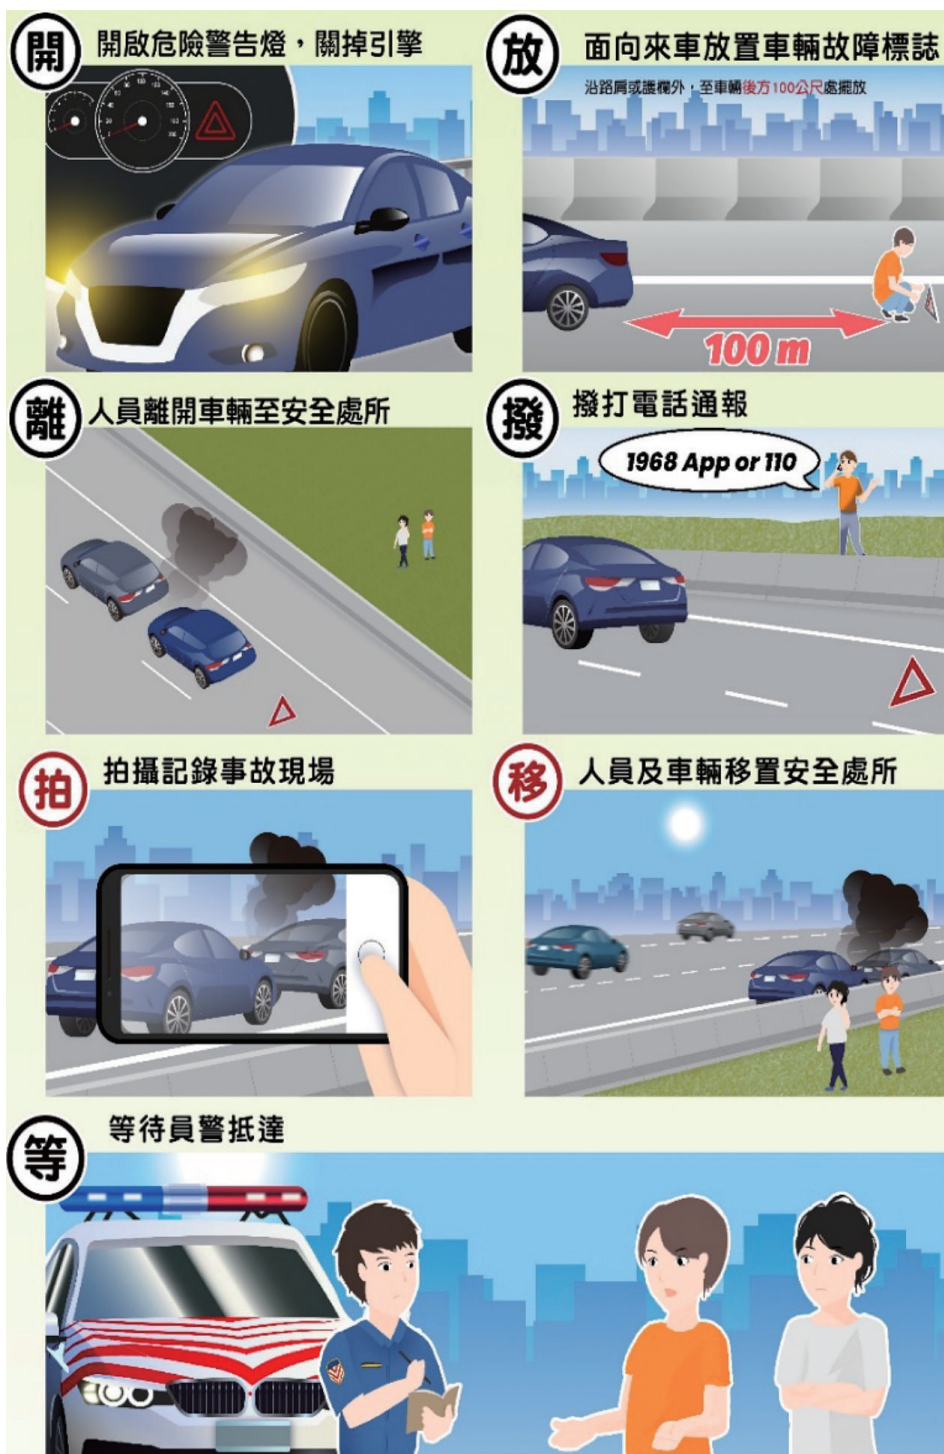 開
開啟危險警告燈，關掉引擎
放
面向來車放置車輛故障標誌
沿路肩或護欄外，至車輛後方100公尺處擺放
100 m
離
人員離開車輛至安全處所
撥
撥打電話通報
1968 App or 110
拍
拍攝記錄事故現場
移
人員及車輛移置安全處所
等
等待員警抵達